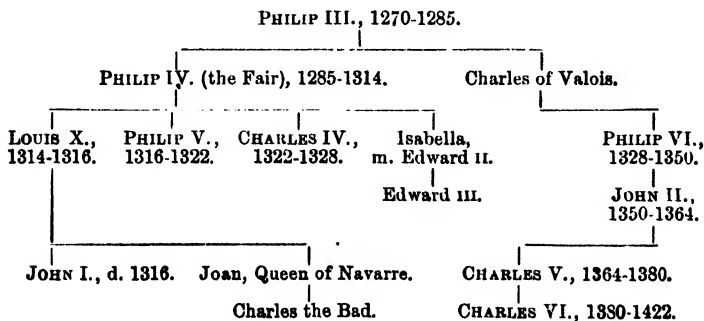 PHILIP III., 1270-1285.
PHILIP IV. (the Fair), 1285-1314. Charles of Valois.
LOUIS X., PHILIP V., CHARLES IV., Isabella, PHILIP VI.,
1314-1316. 1316-1322. 1322-1328. m. Edward II. 1328-1350.
Edward III. JOHN II.,
1350-1364.
JOHN I., d. 1316. Joan, Queen of Navarre. CHARLES V., 1364-1380.
Charles the Bad. CHARLES VI., 1380-1422.